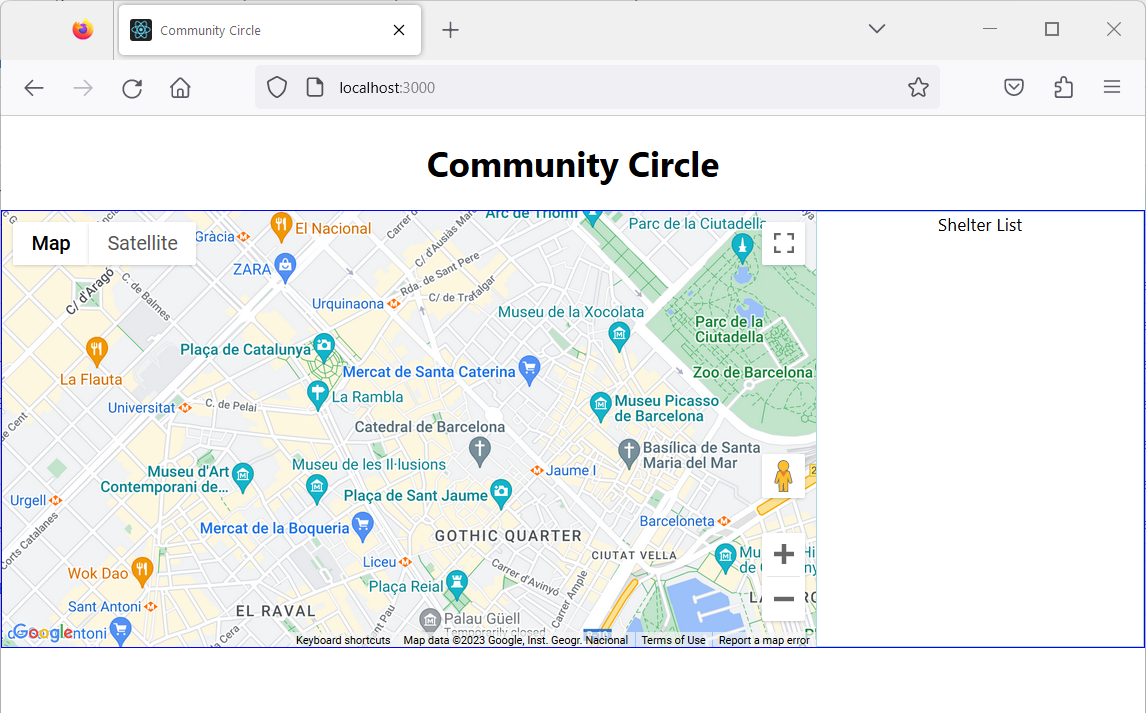 Community Circle
localhost:3000
Community Circle
Map
Satellite
Shelter List
Gràcia
El Nacional
Arc de Triomf
Parc de la Ciutadella
ZARA
C/ d'Ausiàs March
Rda. de Sant Pere
C/ d'Aragó
C. de Balmes
Urquinaona
C/ de Trafalgar
Museu de la Xocolata
Parc de la
Ciutadella
Plaça de Catalunya
Mercat de Santa Caterina
Zoo de Barcelona
La Flauta
La Rambla
Museu Picasso
de Barcelona
Universitat
C. de Pelai
Catedral de Barcelona
Basílica de Santa
Maria del Mar
Museu d'Art
Contemporani de...
Museu de les Il·lusions
Jaume I
Urgell
Plaça de Sant Jaume
Mercat de la Boqueria
Barceloneta
GOTHIC QUARTER
Corts Catalanes
CIUTAT VELLA
Liceu
Wok Dao
Plaça Reial
Carrer d'Avinyó
Carrer Ample
Sant Antoni
EL RAVAL
Palau Güell
Temporarily closed
Google
Keyboard shortcuts
Map data ©2023 Google, Inst. Geogr. Nacional
Terms of Use
Report a map error